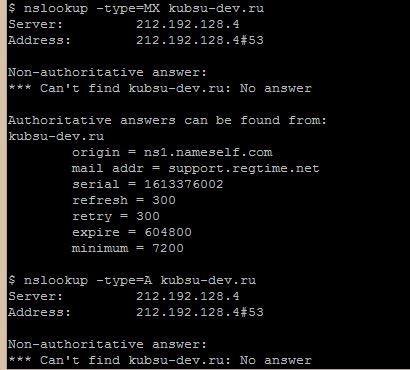 $ nslookup -type=MX kubsu-dev.ru
Server:         212.192.128.4
Address:        212.192.128.4#53
Non-authoritative answer:
*** Can't find kubsu-dev.ru: No answer
Authoritative answers can be found from:
kubsu-dev.ru
        origin = ns1.nameself.com
        mail addr = support.regtime.net
        serial = 1613376002
        refresh = 300
        retry = 300
        expire = 604800
        minimum = 7200
$ nslookup -type=A kubsu-dev.ru
Server:         212.192.128.4
Address:        212.192.128.4#53
Non-authoritative answer:
*** Can't find kubsu-dev.ru: No answer